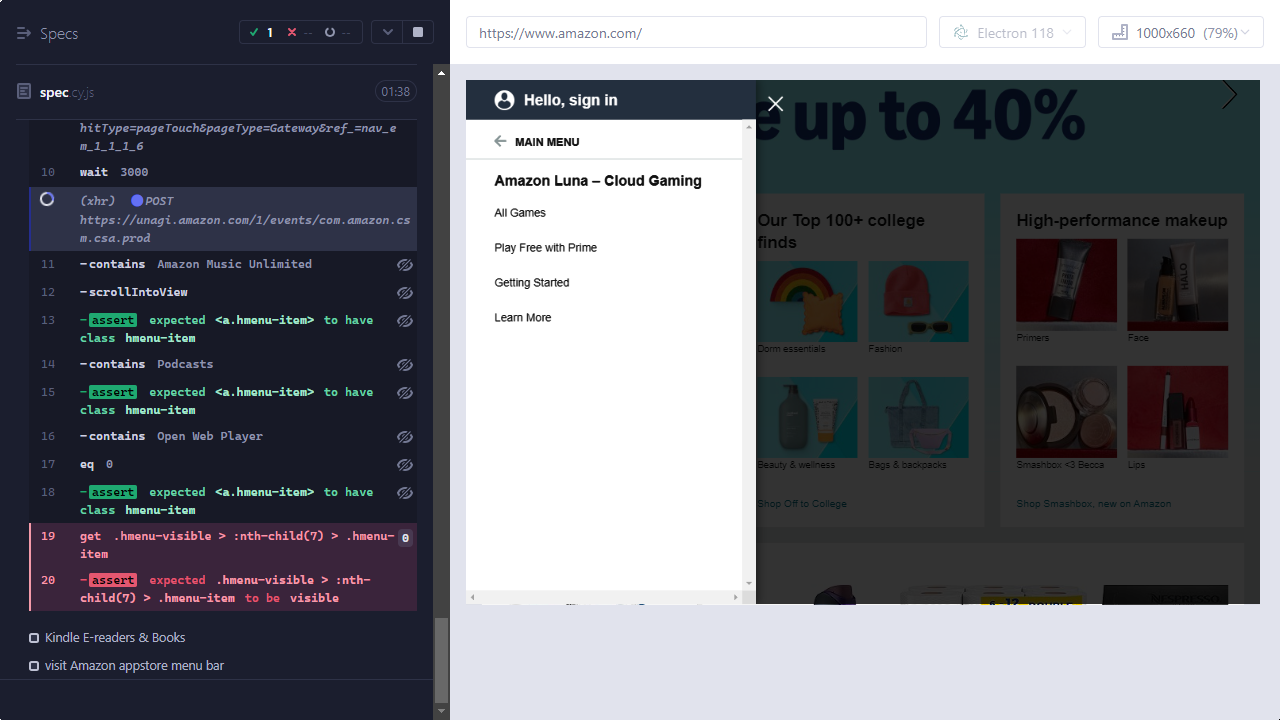 Specs
1
--
--
https://www.amazon.com/
Electron 118
1000x660 (79%)
spec.cy.js
01:38
hitType=pageTouch&pageType=Gateway&ref_=nav_e
m_1_1_1_6
10 wait 3000
(xhr) POST
https://unagi.amazon.com/1/events/com.amazon.cs
m.csa.prod
11 -contains Amazon Music Unlimited
12 -scrollIntoView
13 -assert expected <a.hmenu-item> to have
class hmenu-item
14 -contains Podcasts
15 -assert expected <a.hmenu-item> to have
class hmenu-item
16 -contains Open Web Player
17 eq 0
18 -assert expected <a.hmenu-item> to have
class hmenu-item
19 get .hmenu-visible > :nth-child(7) > .hmenu-
item
0
20 -assert expected .hmenu-visible > :nth-
child(7) > .hmenu-item to be visible
Kindle E-readers & Books
visit Amazon appstore menu bar
Hello, sign in
MAIN MENU
Amazon Luna – Cloud Gaming
All Games
Play Free with Prime
Getting Started
Learn More
e up to 40%
Our Top 100+ college
finds
Dorm essentials
Fashion
Beauty & wellness
Bags & backpacks
Shop Off to College
High-performance makeup
HALO
Primers
Face
Smashbox <3 Becca
Lips
Shop Smashbox, new on Amazon
NESPRESSO